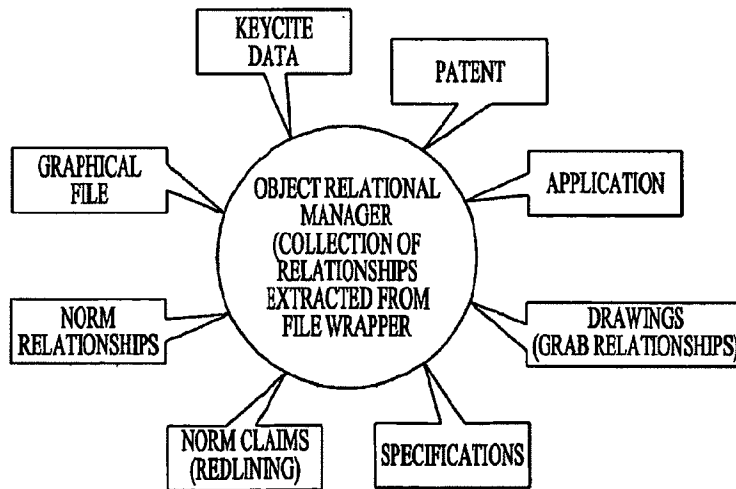 KEYCITE
DATA
PATENT
GRAPHICAL
FILE
APPLICATION
OBJECT RELATIONAL
MANAGER
(COLLECTION OF
RELATIONSHIPS
EXTRACTED FROM
FILE WRAPPER
NORM
RELATIONSHIPS
DRAWINGS
(GRAB RELATIONSHIPS)
NORM CLAIMS
(REDLINING)
SPECIFICATIONS